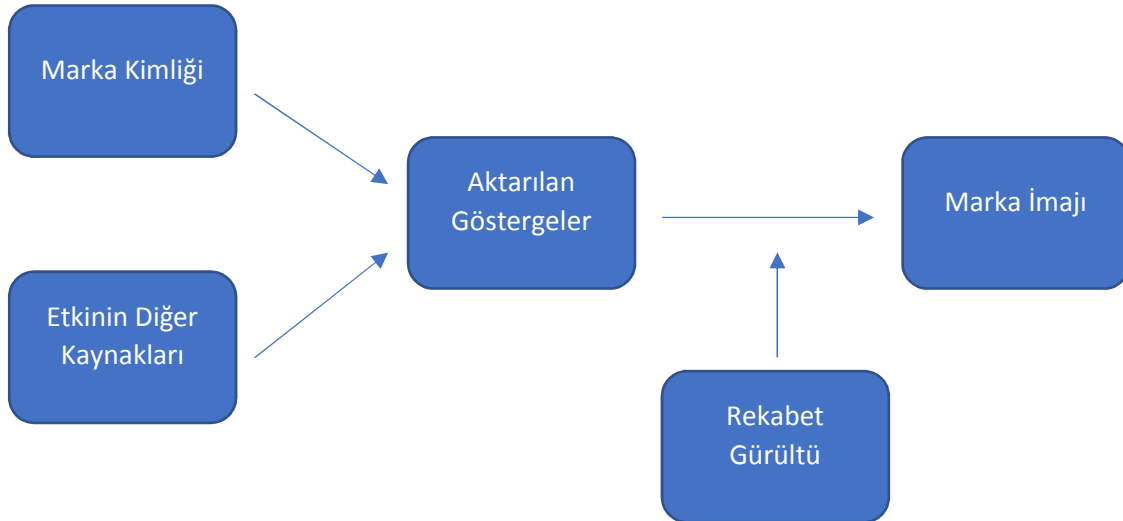 Marka Kimliği
Aktarılan
Göstergeler
Marka İmajı
Etkinin Diğer
Kaynakları
Rekabet
Gürültü